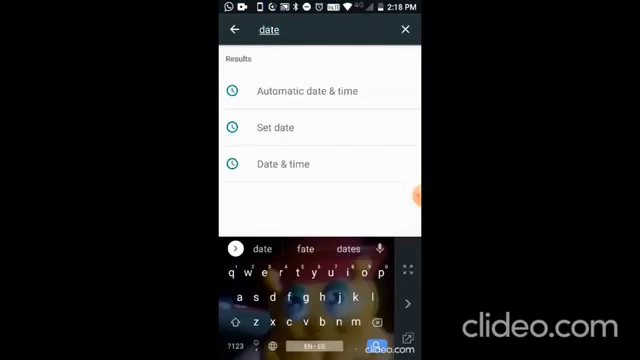 4G 2:18 PM
date
Results
Automatic date & time
Set date
Date & time
date fate dates
q w e r t y u i o p
a s d f g h j k l
z x c v b n m
?123 EN • ES
clideo.com
clideo.com